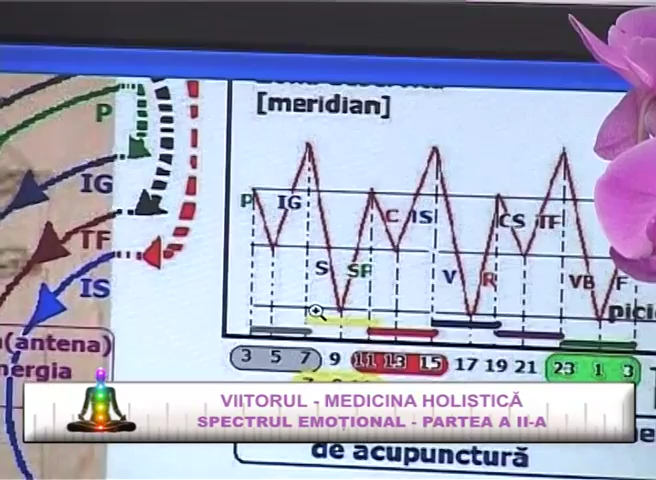 [meridian]
P
IG
TF
IS
P IG C IS CS TF
S SP V R VB F
3 5 7 9 11 13 15 17 19 21 23 1 3
(antena)
VIITORUL - MEDICINA HOLISTICĂ
SPECTRUL EMOȚIONAL - PARTEA A II-A
de acupunctură